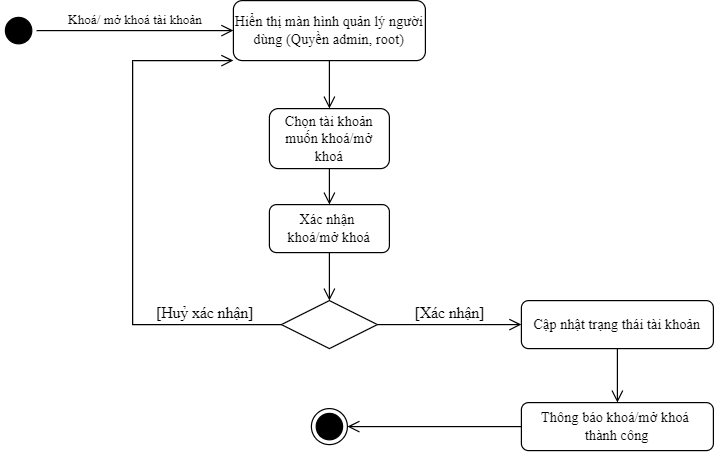 Khoá/ mở khoá tài khoản
Hiển thị màn hình quản lý người
dùng (Quyền admin, root)
Chọn tài khoản
muốn khoá/mở
khoá
Xác nhận
khoá/mở khoá
[Huỷ xác nhận]
[Xác nhận]
Cập nhật trạng thái tài khoản
Thông báo khoá/mở khoá
thành công